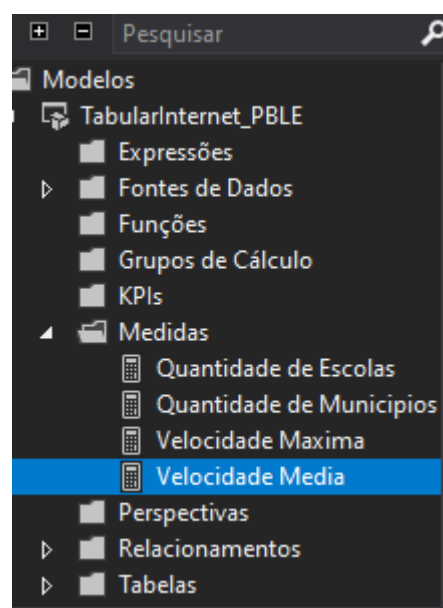 Pesquisar
Modelos
TabularInternet_PBLE
Expressões
Fontes de Dados
Funções
Grupos de Cálculo
KPIs
Medidas
Quantidade de Escolas
Quantidade de Municipios
Velocidade Maxima
Velocidade Media
Perspectivas
Relacionamentos
Tabelas